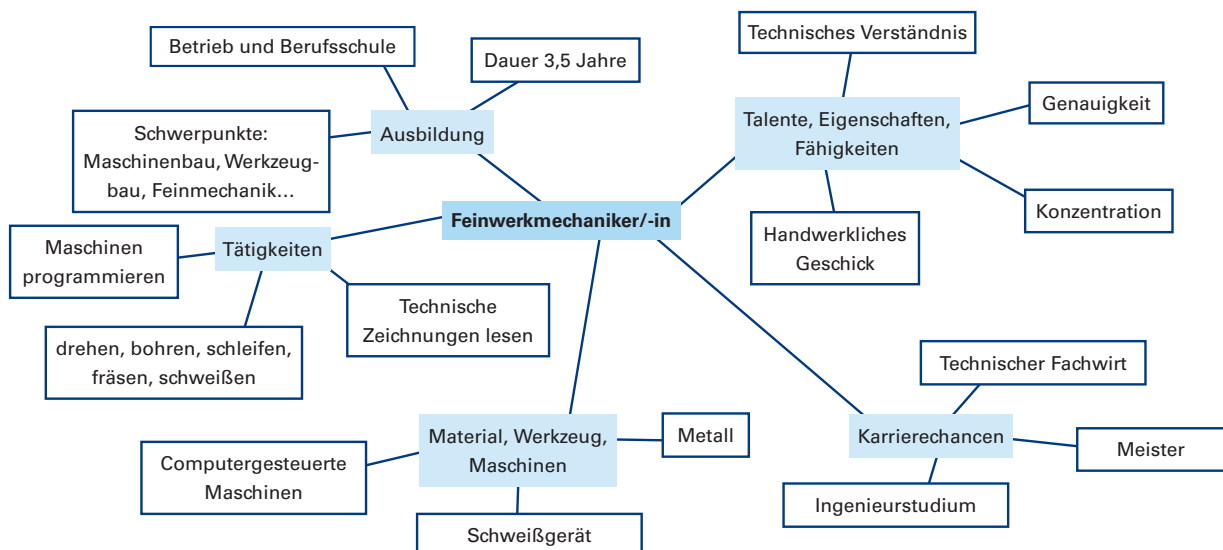 Betrieb und Berufsschule
Dauer 3,5 Jahre
Ausbildung
Schwerpunkte:
Maschinenbau, Werkzeug-
bau, Feinmechanik...
Technisches Verständnis
Talente, Eigenschaften,
Fähigkeiten
Genauigkeit
Konzentration
Handwerkliches
Geschick
Feinwerkmechaniker/-in
Tätigkeiten
Maschinen
programmieren
Technische
Zeichnungen lesen
drehen, bohren, schleifen,
fräsen, schweißen
Material, Werkzeug,
Maschinen
Metall
Computergesteuerte
Maschinen
Schweißgerät
Technischer Fachwirt
Karrierechancen
Meister
Ingenieurstudium